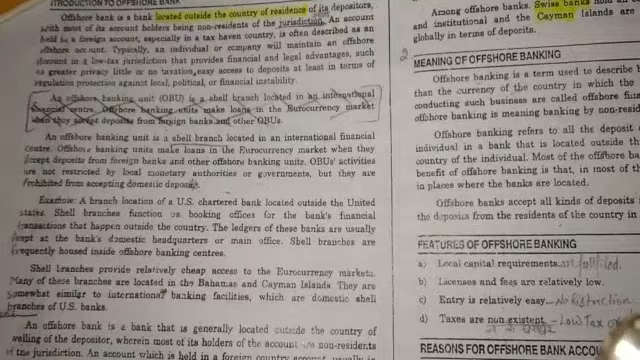 INTRODUCTION TO OFFSHORE BANK
Offshore bank is a bank located outside the country of residence of its depositors,
with most of its account holders being non-residents of the jurisdiction. An account
held in a foreign account, especially in a tax haven country, is often described as an
offshore account. Typically, an individual or company will maintain an offshore
account in a low-tax jurisdiction that provides financial and legal advantages, such
as greater privacy little or no taxation, easy access to deposits at least in terms of
regulation protection against local, political, or financial instability.
An offshore banking unit (OBU) is a shell branch located in an international
financial centre. Offshore banking units make loans in the Eurocurrency market
when they accept deposits from foreign banks and other OBUs.
An offshore banking unit is a shell branch located in an international financial
Centre. Offshore banking units make loans in the Eurocurrency market when they
accept deposits from foreign banks and other offshore banking units. OBUs' activities
are not restricted by local monetary authorities or governments, but they are
prohibited from accepting domestic deposits.
Example: A branch location of a U.S. chartered bank located outside the United
states. Shell branches function as booking offices for the bank's financial
transactions that happen outside the country. The ledgers of these banks are usually
kept at the bank's domestic headquarters or main office. Shell branches are
frequently housed inside offshore banking centres.
Shell branches provide relatively cheap access to the Eurocurrency markets.
Many of these branches are located in the Bahamas and Cayman Islands. They are
somewhat similar to international banking facilities, which are domestic shell
branches of U.S. banks.
An offshore bank is a bank that is generally located outside the country of
welling of the depositor, wherein most of its holders of the account are non-residents
of the jurisdiction. An account which is held in a foreign country account, usually in
Among offshore banks. Swiss banks hold an
and institutional and the Cayman Islands are
globally in terms of deposits.
2
MEANING OF OFFSHORE BANKING
Offshore banking is a term used to describe
than the currency of the country in which the
conducting such business are called offshore
offshore banking is meaning banking by non-resid
Offshore banking refers to all the deposit
individual in a bank that is located outside th
country of the individual. Most of the offshore ba
benefit of offshore banking is that, in most of t
in places where the banks are located.
Offshore banks accept all kinds of deposits i
the deposits from the residents of the country in
FEATURES OF OFFSHORE BANKING
a) Local capital requirements
b) Licenses and fees are relatively low.
c) Entry is relatively easy.- No Ristriction
d) Taxes are non existent. - Low Tax or
REASONS FOR OFFSHORE BANK ACCOU